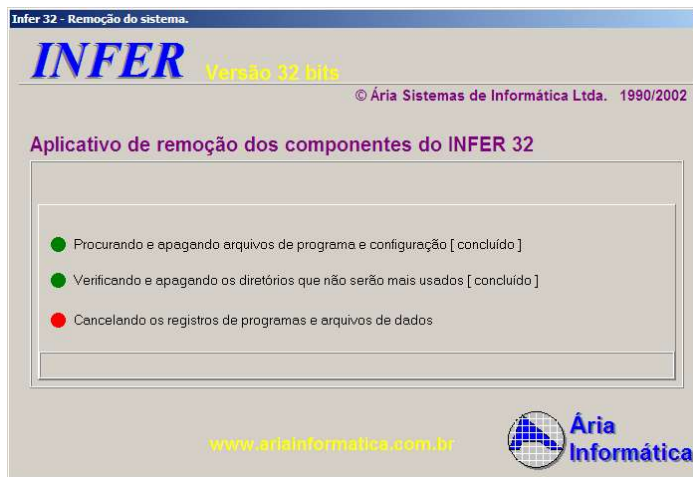 Infer 32 - Remoção do sistema.
INFER Versão 32 bits
© Ária Sistemas de Informática Ltda. 1990/2002
Aplicativo de remoção dos componentes do INFER 32
Procurando e apagando arquivos de programa e configuração [ concluído ]
Verificando e apagando os diretórios que não serão mais usados [ concluído ]
Cancelando os registros de programas e arquivos de dados
www.ariainformatica.com.br
Ária
Informática